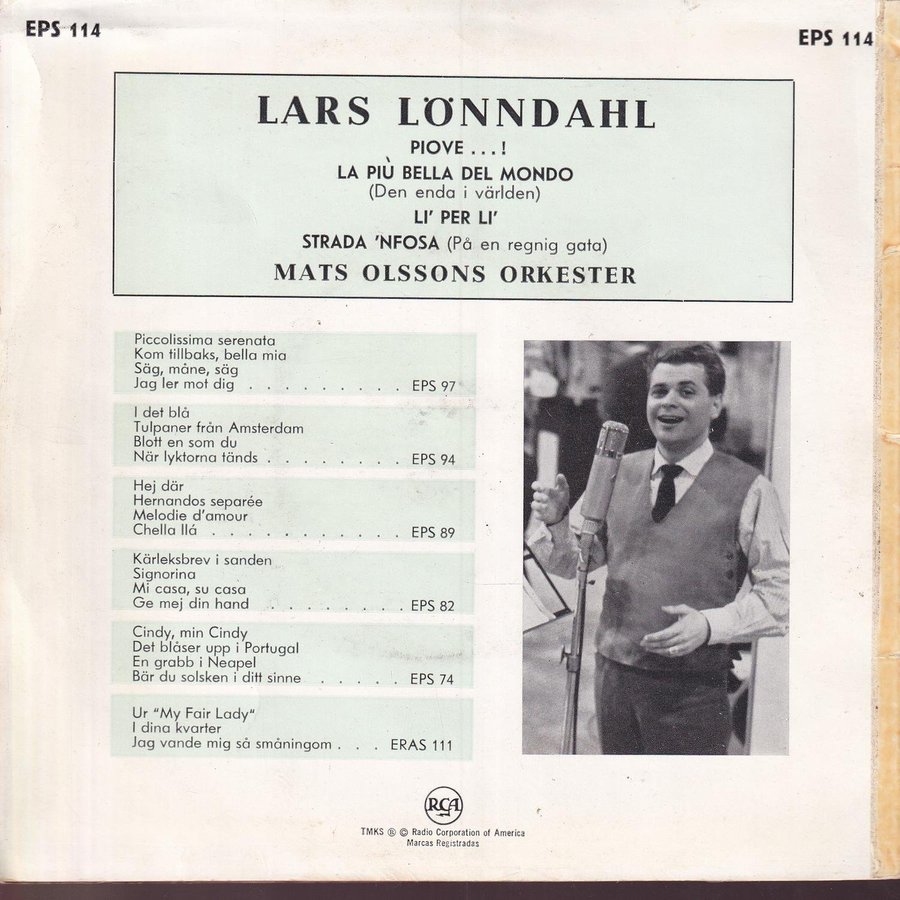 EPS 114
EPS 114
LARS LÖNNDAHL
PIOVE ...!
LA PIÙ BELLA DEL MONDO
(Den enda i världen)
LI' PER LI'
STRADA 'NFOSA (På en regnig gata)
MATS OLSSONS ORKESTER
Piccolissima serenata
Kom tillbaks, bella mia
Säg, måne, säg
Jag ler mot dig . . . . . . . . . . EPS 97
I det blå
Tulpaner från Amsterdam
Blott en som du
När lyktorna tänds . . . . . . . . EPS 94
Hej där
Hernandos separée
Melodie d'amour
Chella llá . . . . . . . . . . . . EPS 89
Kärleksbrev i sanden
Signorina
Mi casa, su casa
Ge mej din hand . . . . . . . . EPS 82
Cindy, min Cindy
Det blåser upp i Portugal
En grabb i Neapel
Bär du solsken i ditt sinne . . . . . EPS 74
Ur "My Fair Lady"
I dina kvarter
Jag vande mig så småningom . . . ERAS 111
RCA
TMKS ® © Radio Corporation of America
Marcas Registradas